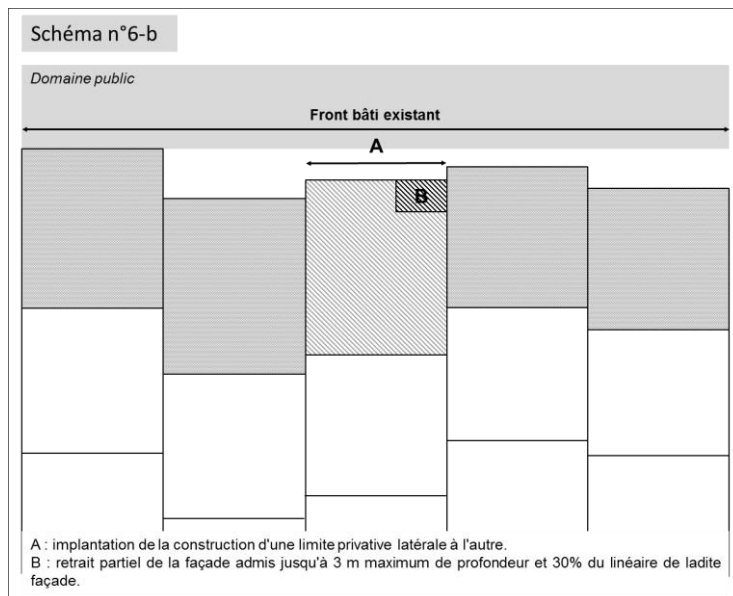 Schéma n°6-b
Domaine public
Front bâti existant
A
B
A : implantation de la construction d'une limite privative latérale à l'autre.
B : retrait partiel de la façade admis jusqu'à 3 m maximum de profondeur et 30% du linéaire de ladite
façade.